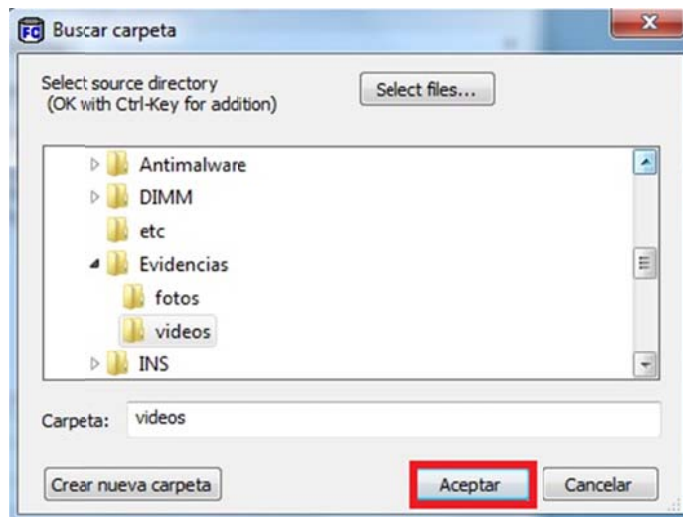 FC Buscar carpeta
Select source directory
(OK with Ctrl-Key for addition)
Select files...
Antimalware
DIMM
etc
Evidencias
fotos
videos
INS
Carpeta: videos
Crear nueva carpeta Aceptar Cancelar